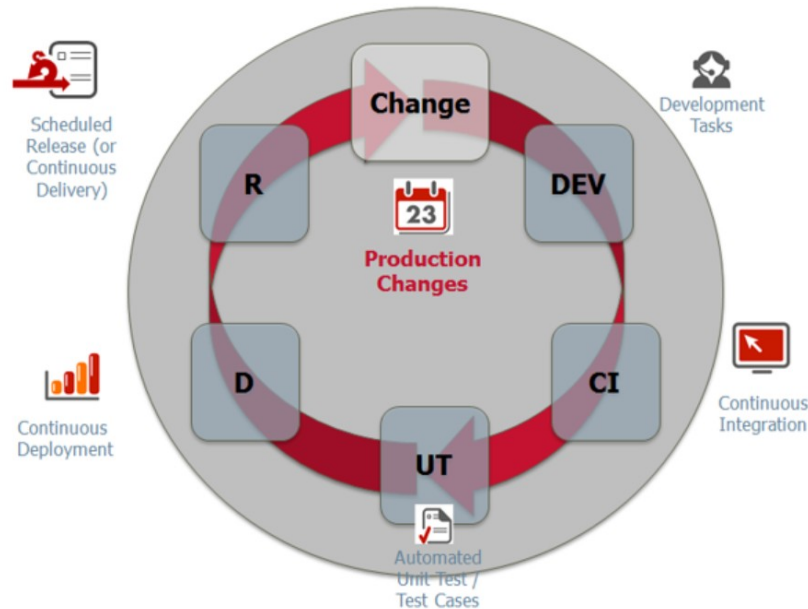 Change
DEV
CI
UT
D
R
23
Production
Changes
Development
Tasks
Continuous
Integration
Automated
Unit Test /
Test Cases
Continuous
Deployment
Scheduled
Release (or
Continuous
Delivery)